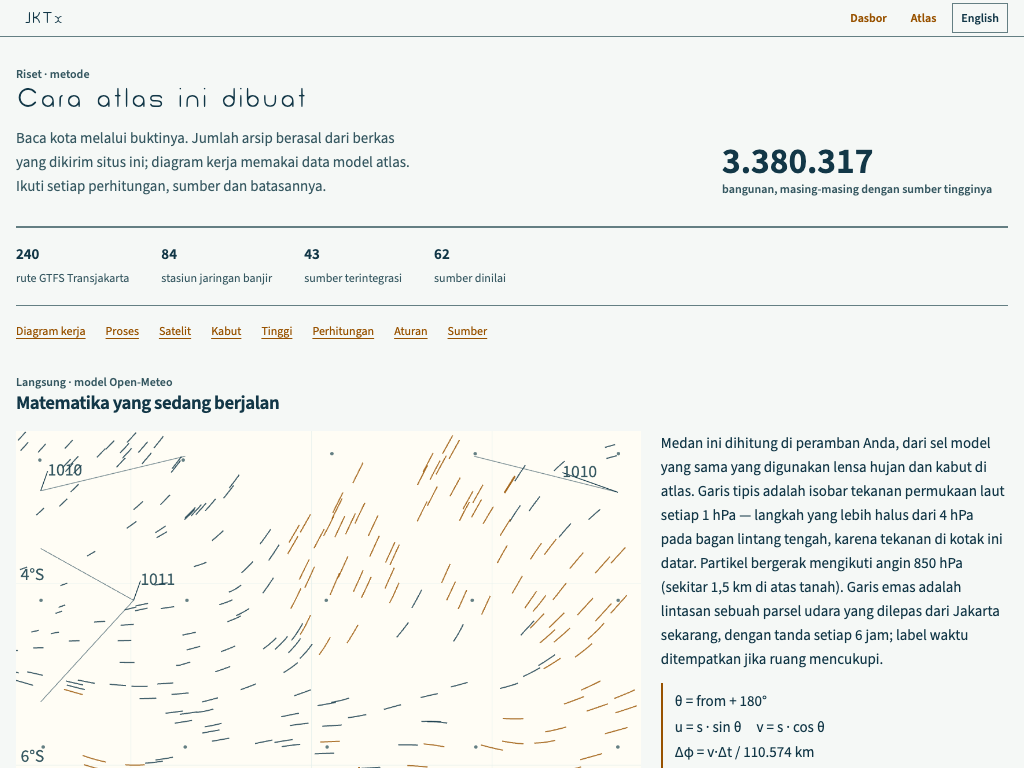 JKTx
Dasbor Atlas English
Riset · metode
Cara atlas ini dibuat
Baca kota melalui buktinya. Jumlah arsip berasal dari berkas
yang dikirim situs ini; diagram kerja memakai data model atlas.
Ikuti setiap perhitungan, sumber dan batasannya.
3.380.317
bangunan, masing-masing dengan sumber tingginya
240
rute GTFS Transjakarta
84
stasiun jaringan banjir
43
sumber terintegrasi
62
sumber dinilai
Diagram kerja Proses Satelit Kabut Tinggi Perhitungan Aturan Sumber
Langsung · model Open-Meteo
Matematika yang sedang berjalan
1010
1010
4°S
1011
6°S
Medan ini dihitung di peramban Anda, dari sel model
yang sama yang digunakan lensa hujan dan kabut di
atlas. Garis tipis adalah isobar tekanan permukaan laut
setiap 1 hPa — langkah yang lebih halus dari 4 hPa
pada bagan lintang tengah, karena tekanan di kotak ini
datar. Partikel bergerak mengikuti angin 850 hPa
(sekitar 1,5 km di atas tanah). Garis emas adalah
lintasan sebuah parsel udara yang dilepas dari Jakarta
sekarang, dengan tanda setiap 6 jam; label waktu
ditempatkan jika ruang mencukupi.
θ = from + 180°
u = s · sin θ v = s · cos θ
Δφ = v·Δt / 110.574 km